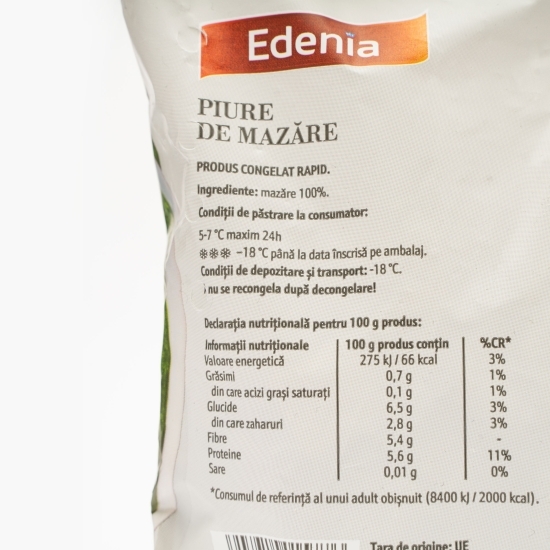 Edenia
PIURE
DE MAZĂRE
PRODUS CONGELAT RAPID.
Ingrediente: mazăre 100%.
Condiții de păstrare la consumator:
5-7 °C maxim 24h
❄❄❄ –18 °C până la data înscrisă pe ambalaj.
Condiții de depozitare și transport: -18 °C.
nu se recongela după decongelare!
Declarația nutrițională pentru 100 g produs:
Informații nutriționale 100 g produs conțin %CR*
Valoare energetică 275 kJ / 66 kcal 3%
Grăsimi 0,7 g 1%
din care acizi grași saturați 0,1 g 1%
Glucide 6,5 g 3%
din care zaharuri 2,8 g 3%
Fibre 5,4 g -
Proteine 5,6 g 11%
Sare 0,01 g 0%
*Consumul de referință al unui adult obișnuit (8400 kJ / 2000 kcal).
Țara de origine: UE